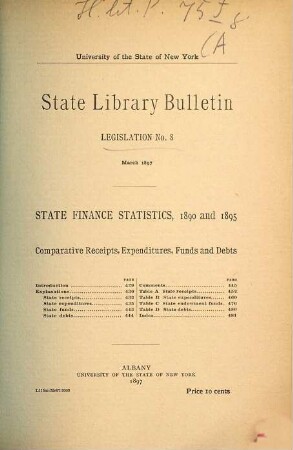 H. lit. P. 75 I 8
(A
University of the State of New York
State Library Bulletin
LEGISLATION No. 8
March 1897
STATE FINANCE STATISTICS, 1890 and 1895
Comparative Receipts, Expenditures, Funds and Debts
PAGE
Introduction
Explanations
State receipts
State expenditures
State funds
State debts
PAGE
Comments
Table A State receipts
Table B State expenditures
Table C State endowment funds
Table D State debts
Index
ALBANY
UNIVERSITY OF THE STATE OF NEW YORK
1897
Price 10 cents